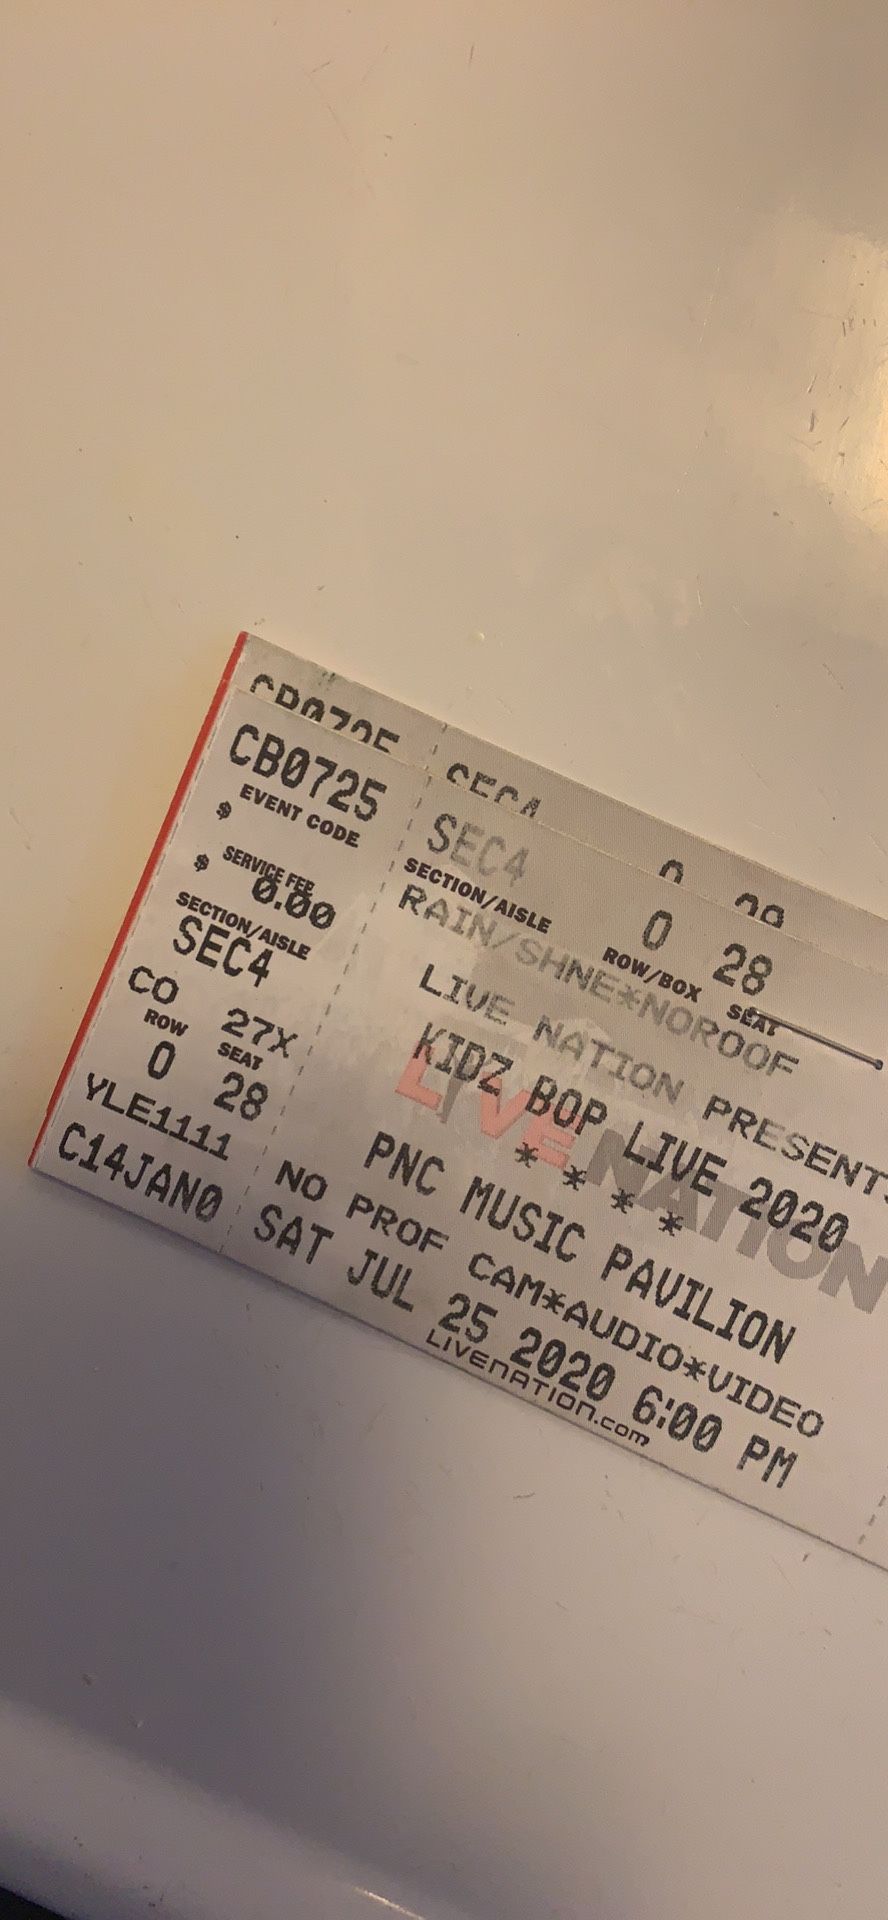 CB0725
EVENT CODE
$
SERVICE FEE
$ 0.00
SECTION/AISLE
SEC4
CO 27X
ROW SEAT
0 28
YLE1111
C14JAN0
SEC4 0 28
SECTION/AISLE ROW/BOX SEAT
RAIN/SHNE*NOROOF
LIVE NATION PRESENTS
KIDZ BOP LIVE 2020
* * * *
LIVE NATION
PNC MUSIC PAVILION
NO PROF CAM*AUDIO*VIDEO
SAT JUL 25 2020 6:00 PM
LIVENATION.com